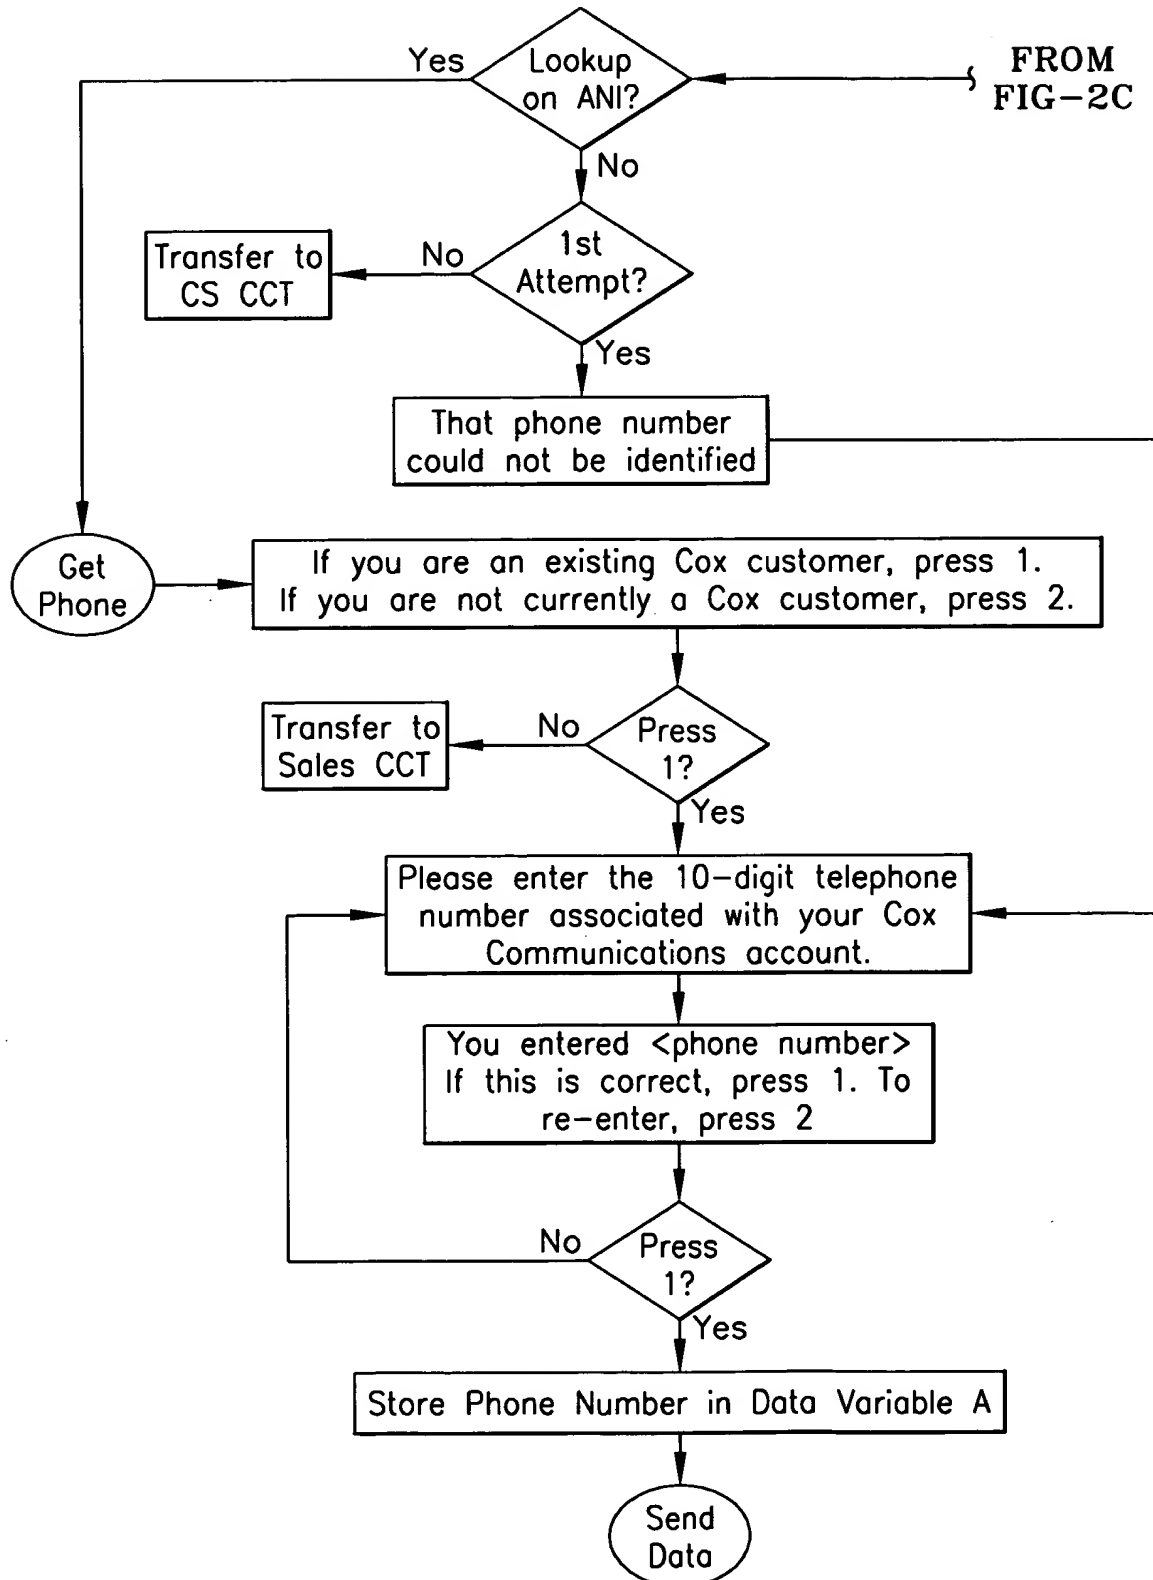 Yes
Lookup
on ANI?
FROM
FIG-2C
No
1st
Attempt?
No
Transfer to
CS CCT
Yes
That phone number
could not be identified
Get
Phone
If you are an existing Cox customer, press 1.
If you are not currently a Cox customer, press 2.
Press
1?
No
Transfer to
Sales CCT
Yes
Please enter the 10-digit telephone
number associated with your Cox
Communications account.
You entered <phone number>
If this is correct, press 1. To
re-enter, press 2
No
Press
1?
Yes
Store Phone Number in Data Variable A
Send
Data